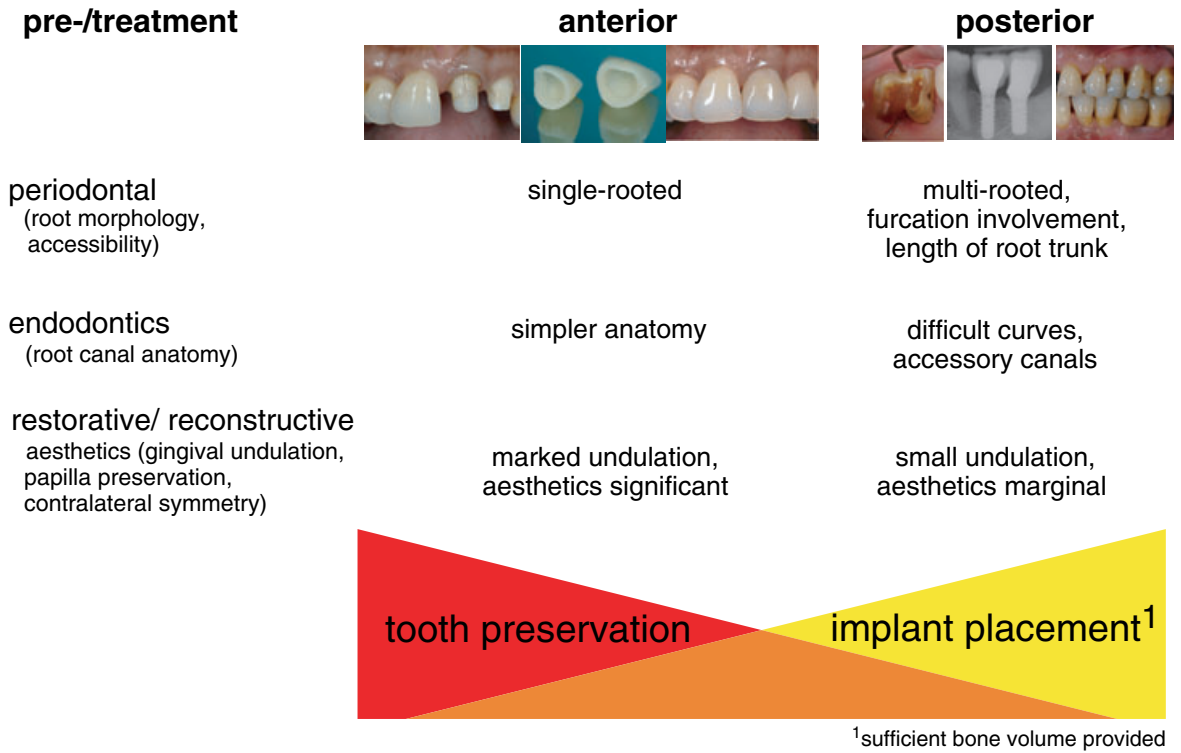 pre-/treatment
anterior
posterior
periodontal
(root morphology,
accessibility)
single-rooted
multi-rooted,
furcation involvement,
length of root trunk
endodontics
(root canal anatomy)
simpler anatomy
difficult curves,
accessory canals
restorative/ reconstructive
aesthetics (gingival undulation,
papilla preservation,
contralateral symmetry)
marked undulation,
aesthetics significant
small undulation,
aesthetics marginal
tooth preservation
implant placement¹
¹sufficient bone volume provided